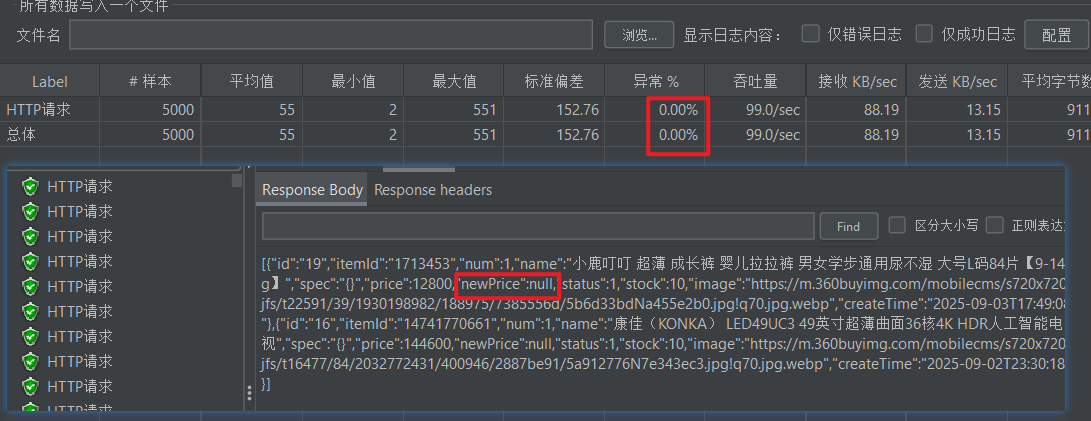 所有数据写入一个文件
文件名 浏览... 显示日志内容： 仅错误日志 仅成功日志 配置
Label # 样本 平均值 最小值 最大值 标准偏差 异常 % 吞吐量 接收 KB/sec 发送 KB/sec 平均字节数
HTTP请求 5000 55 2 551 152.76 0.00% 99.0/sec 88.19 13.15 911
总体 5000 55 2 551 152.76 0.00% 99.0/sec 88.19 13.15 911
HTTP请求
HTTP请求
HTTP请求
HTTP请求
HTTP请求
HTTP请求
HTTP请求
HTTP请求
HTTP请求
HTTP请求
Response Body Response headers
Find 区分大小写 正则表达
[{"id":"19","itemId":"1713453","num":1,"name":"小鹿叮叮 超薄 成长裤 婴儿拉拉裤 男女学步通用尿不湿 大号L码84片【9-14
g】","spec":"{}","price":12800,"newPrice":null,"status":1,"stock":10,"image":"https://m.360buyimg.com/mobilecms/s720x720
jfs/t22591/39/1930198982/188975/7385556d/5b6d33bdNa455e2b0.jpg!q70.jpg.webp","createTime":"2025-09-03T17:49:08
"},{"id":"16","itemId":"14741770661","num":1,"name":"康佳（KONKA） LED49UC3 49英寸超薄曲面36核4K HDR人工智能电
视","spec":"{}","price":144600,"newPrice":null,"status":1,"stock":10,"image":"https://m.360buyimg.com/mobilecms/s720x720
jfs/t16477/84/2032772431/400946/2887be91/5a912776N7e343ec3.jpg!q70.jpg.webp","createTime":"2025-09-02T23:30:18
}]